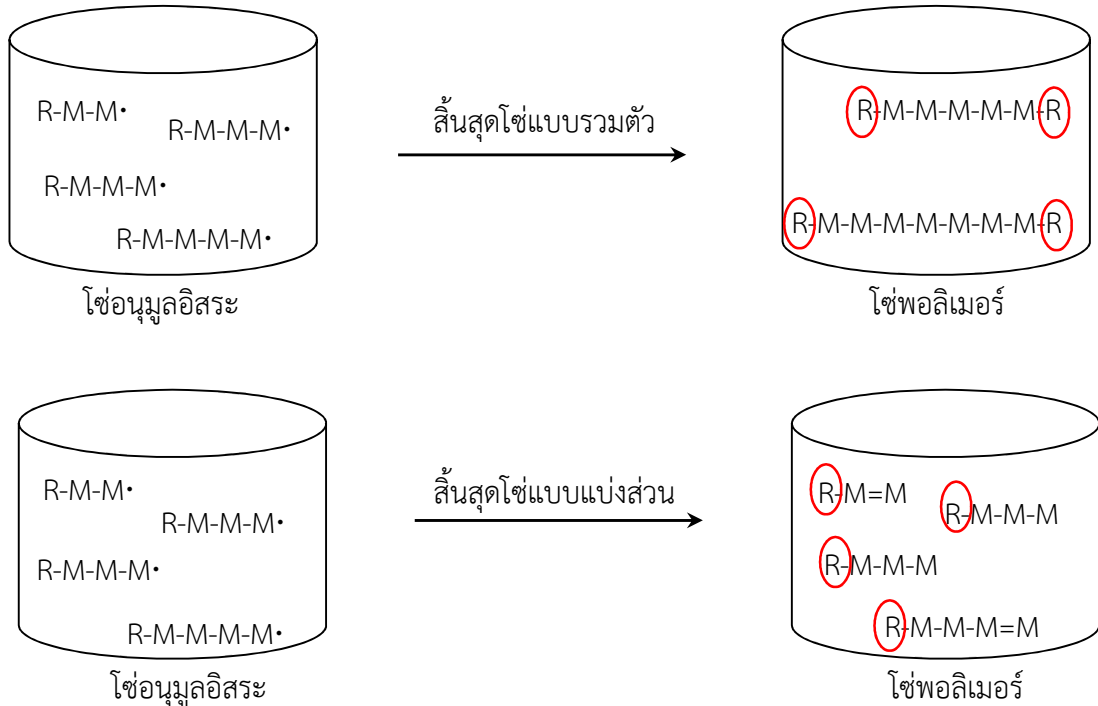 R-M-M•
R-M-M-M•
R-M-M-M•
R-M-M-M-M•
โซ่อนุมูลอิสระ
สิ้นสุดโซ่แบบรวมตัว
R-M-M-M-M-M-R
R-M-M-M-M-M-M-M-R
โซ่พอลิเมอร์
R-M-M•
R-M-M-M•
R-M-M-M•
R-M-M-M-M•
โซ่อนุมูลอิสระ
สิ้นสุดโซ่แบบแบ่งส่วน
R-M=M
R-M-M-M
R-M-M-M
R-M-M-M=M
โซ่พอลิเมอร์